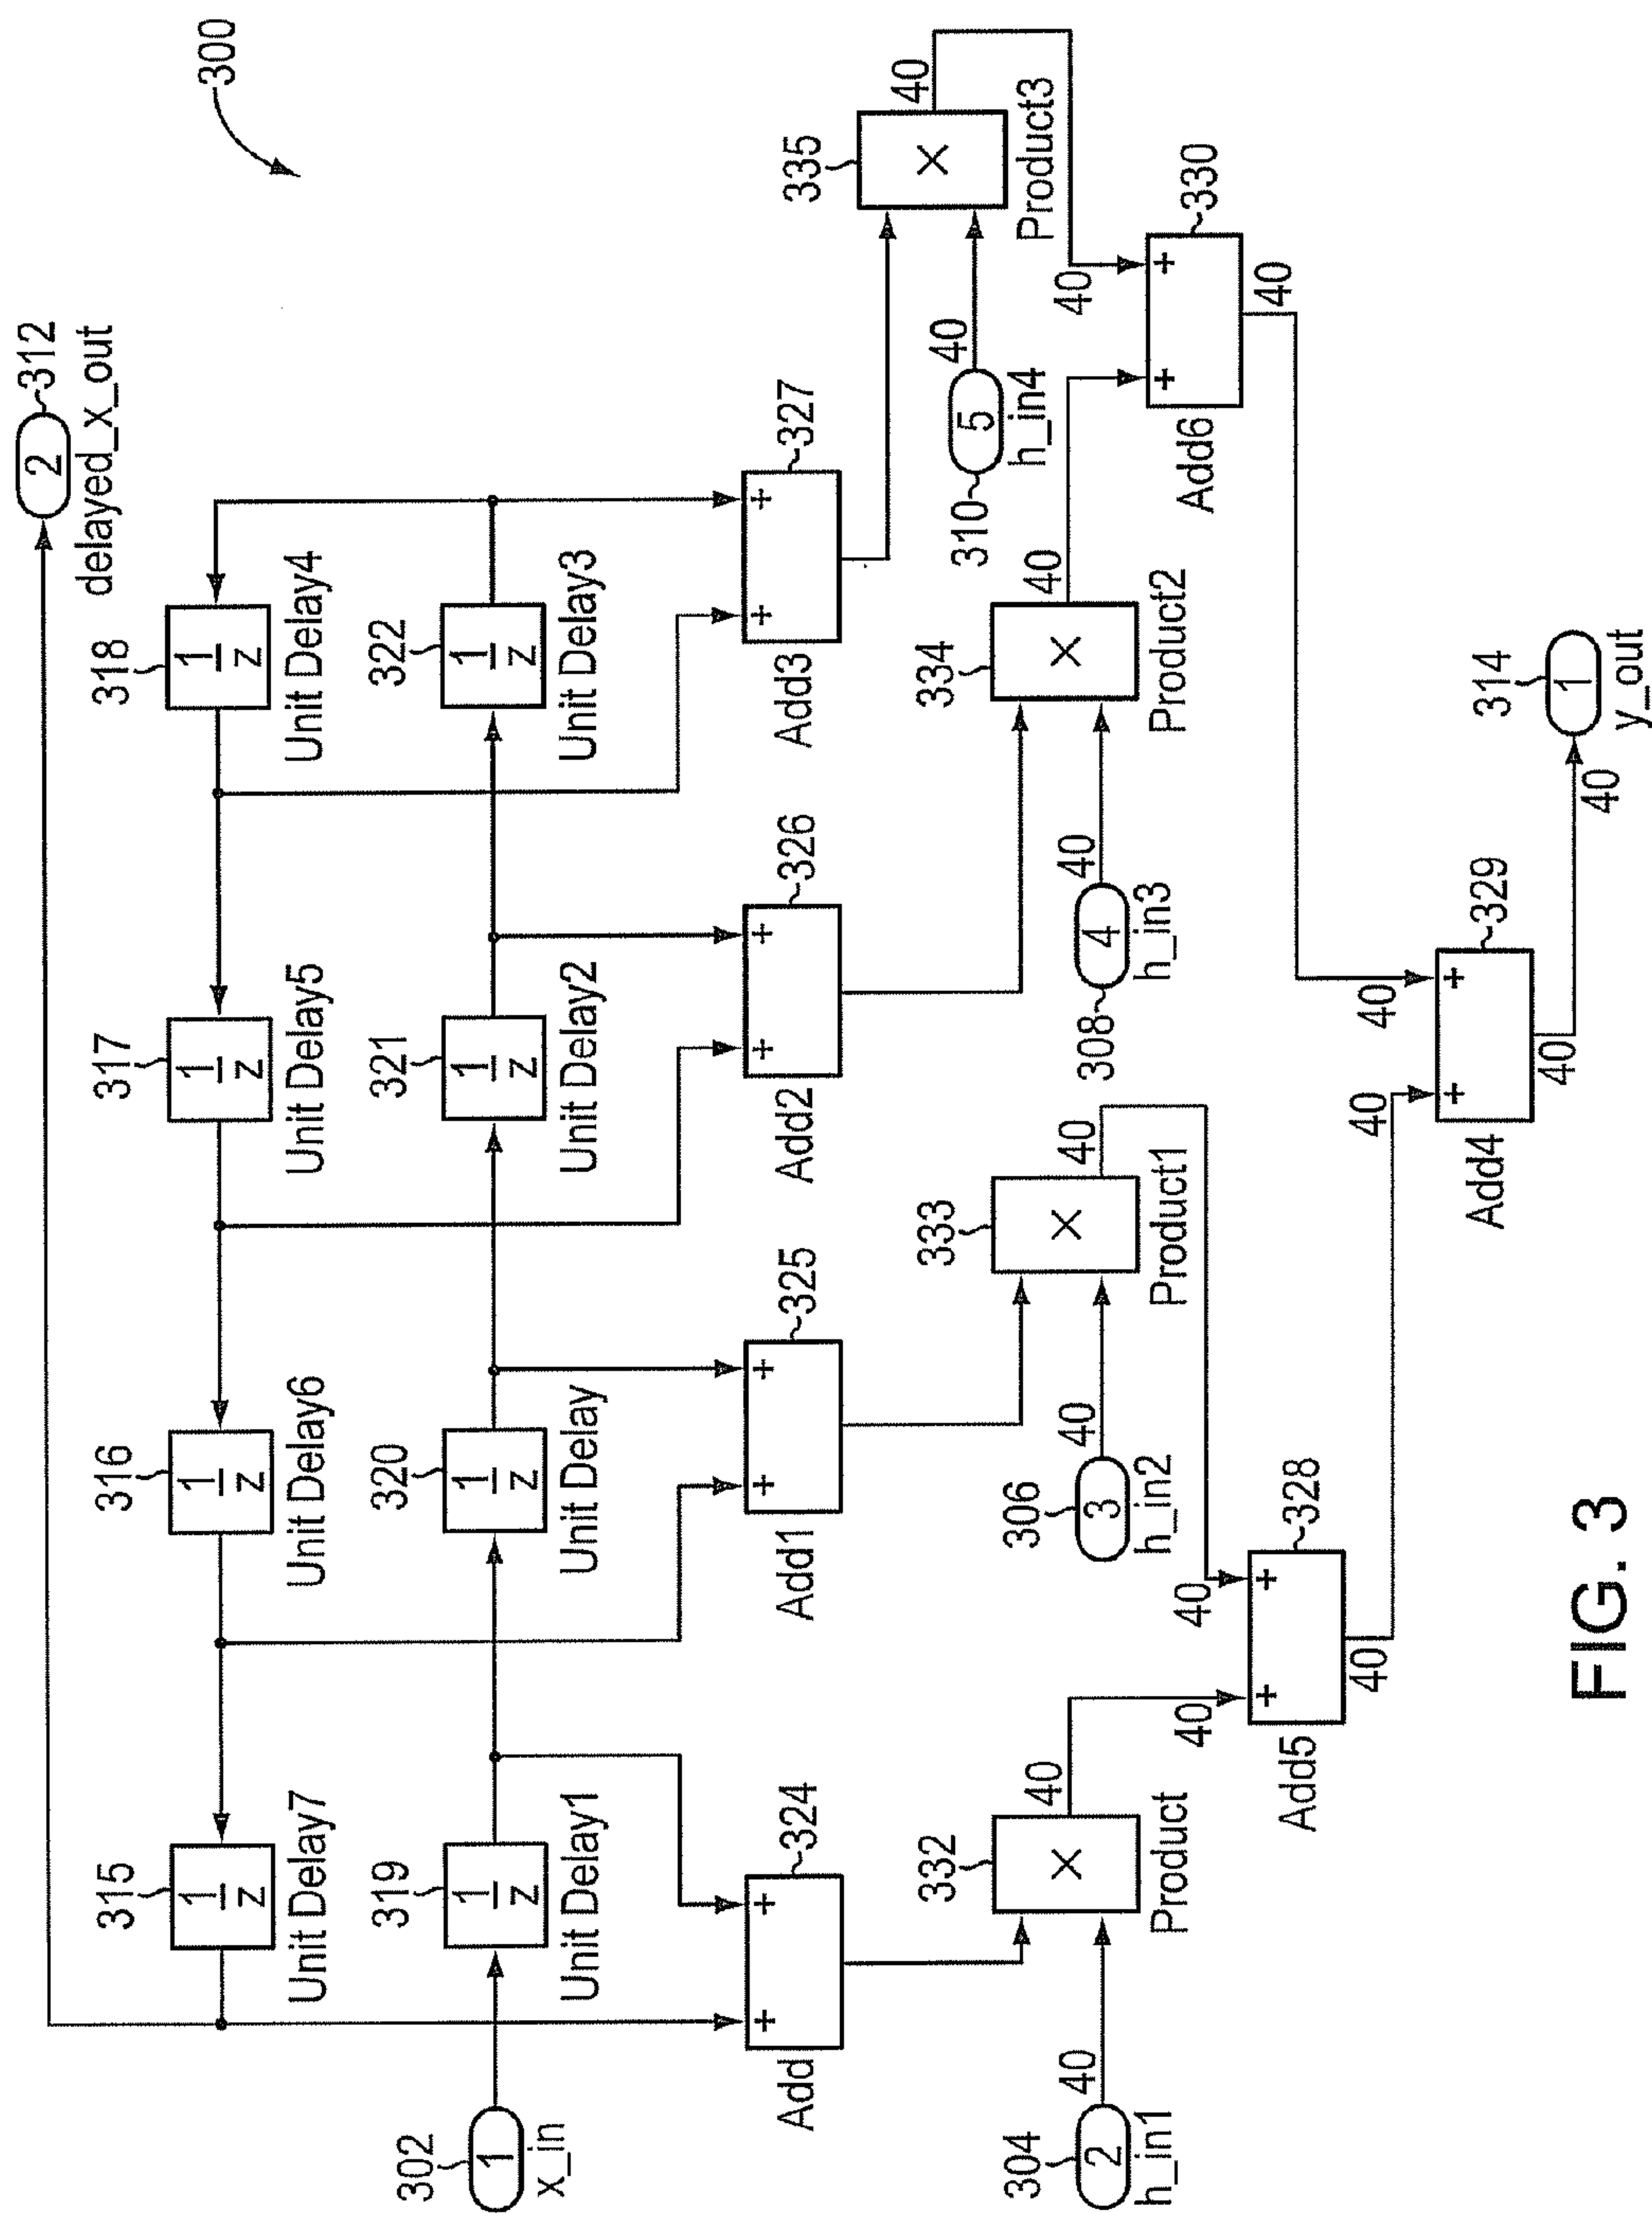 300
2
312
delayed_x_out
315
1
z
Unit Delay7
316
1
z
Unit Delay6
317
1
z
Unit Delay5
318
1
z
Unit Delay4
302
1
x_in
319
1
z
Unit Delay1
320
1
z
Unit Delay
321
1
z
Unit Delay2
322
1
z
Unit Delay3
+ +
324
Add
+ +
325
Add1
+ +
326
Add2
+ +
327
Add3
304
2
h_in1
40
332
×
40
Product
306
3
h_in2
40
333
×
40
Product1
308
4
h_in3
40
334
×
40
Product2
310
5
h_in4
40
335
×
40
Product3
40
40
+ +
328
Add5
40
40
+ +
330
Add6
40
40
40
+ +
329
Add4
40
40
314
1
y_out
FIG. 3